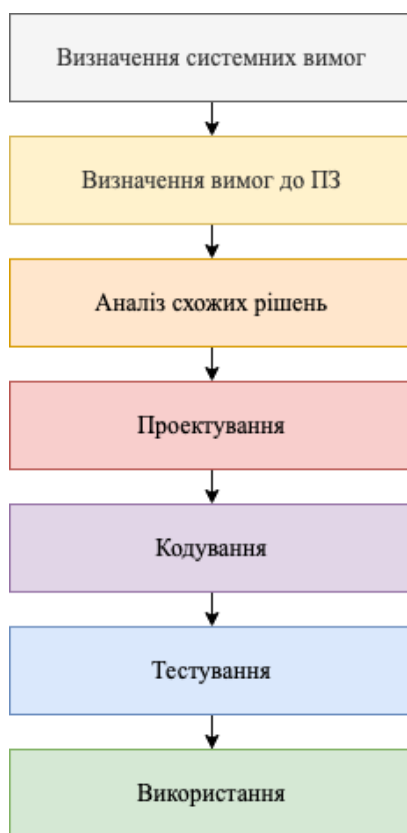 Визначення системних вимог
Визначення вимог до ПЗ
Аналіз схожих рішень
Проектування
Кодування
Тестування
Використання